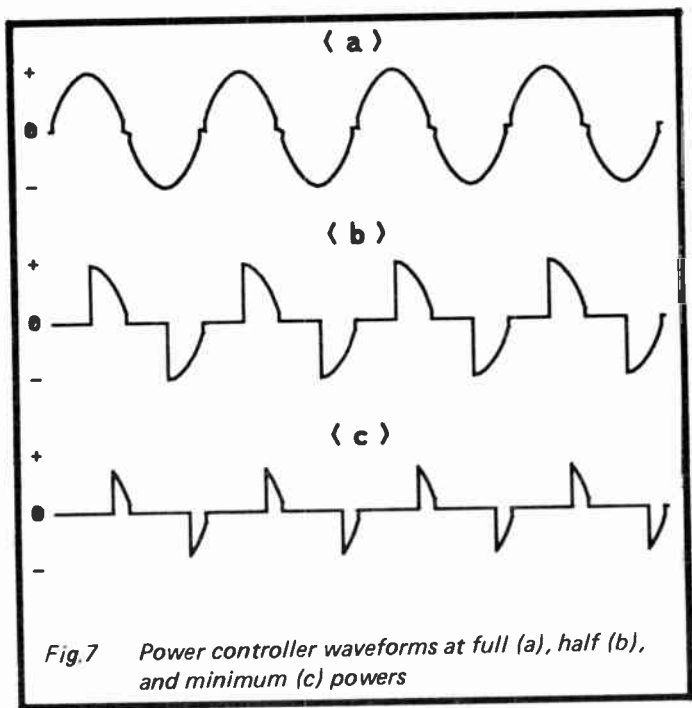 (a)
+
0
-
(b)
+
0
-
(c)
+
0
-
Fig.7 Power controller waveforms at full (a), half (b),
and minimum (c) powers